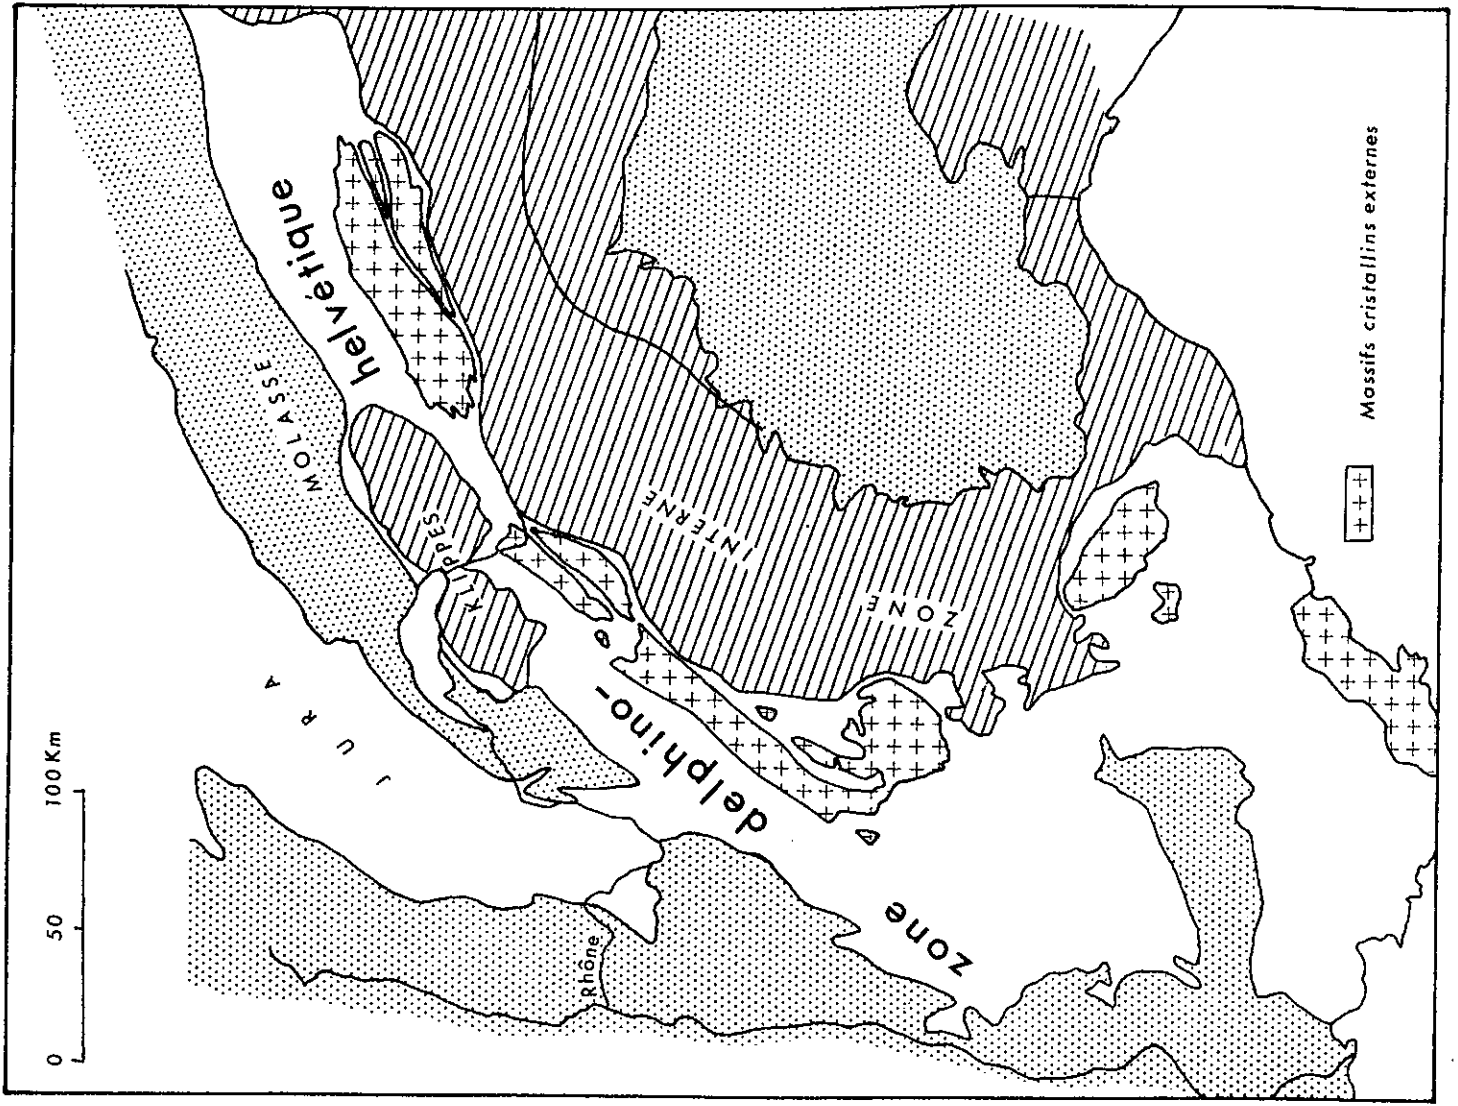 0 50 100 Km
JURA
MOLASSE
KLIPPES
zone
delphino-
helvétique
ZONE
INTERNE
Rhône
Massifs cristallins externes